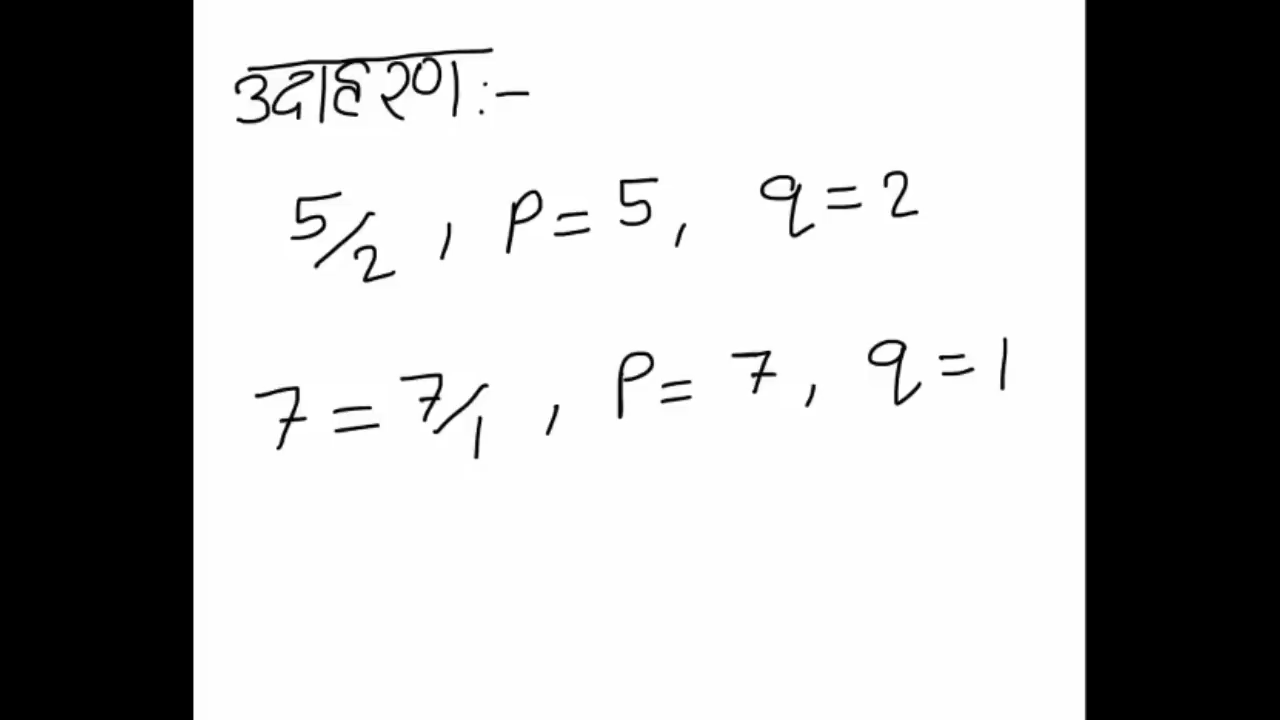 उदाहरण :-
5/2 , p = 5, q = 2
7 = 7/1 , p = 7, q = 1